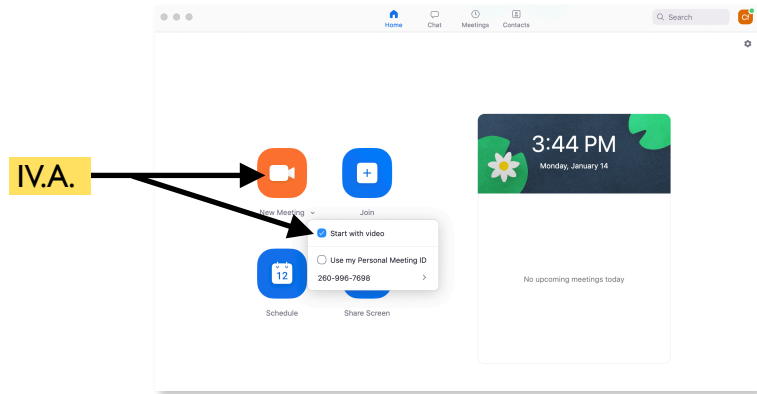 Home
Chat
Meetings
Contacts
Search
Cf
3:44 PM
Monday, January 14
IV.A.
New Meeting
Join
Start with video
Use my Personal Meeting ID
260-996-7698
12
No upcoming meetings today
Schedule
Share Screen